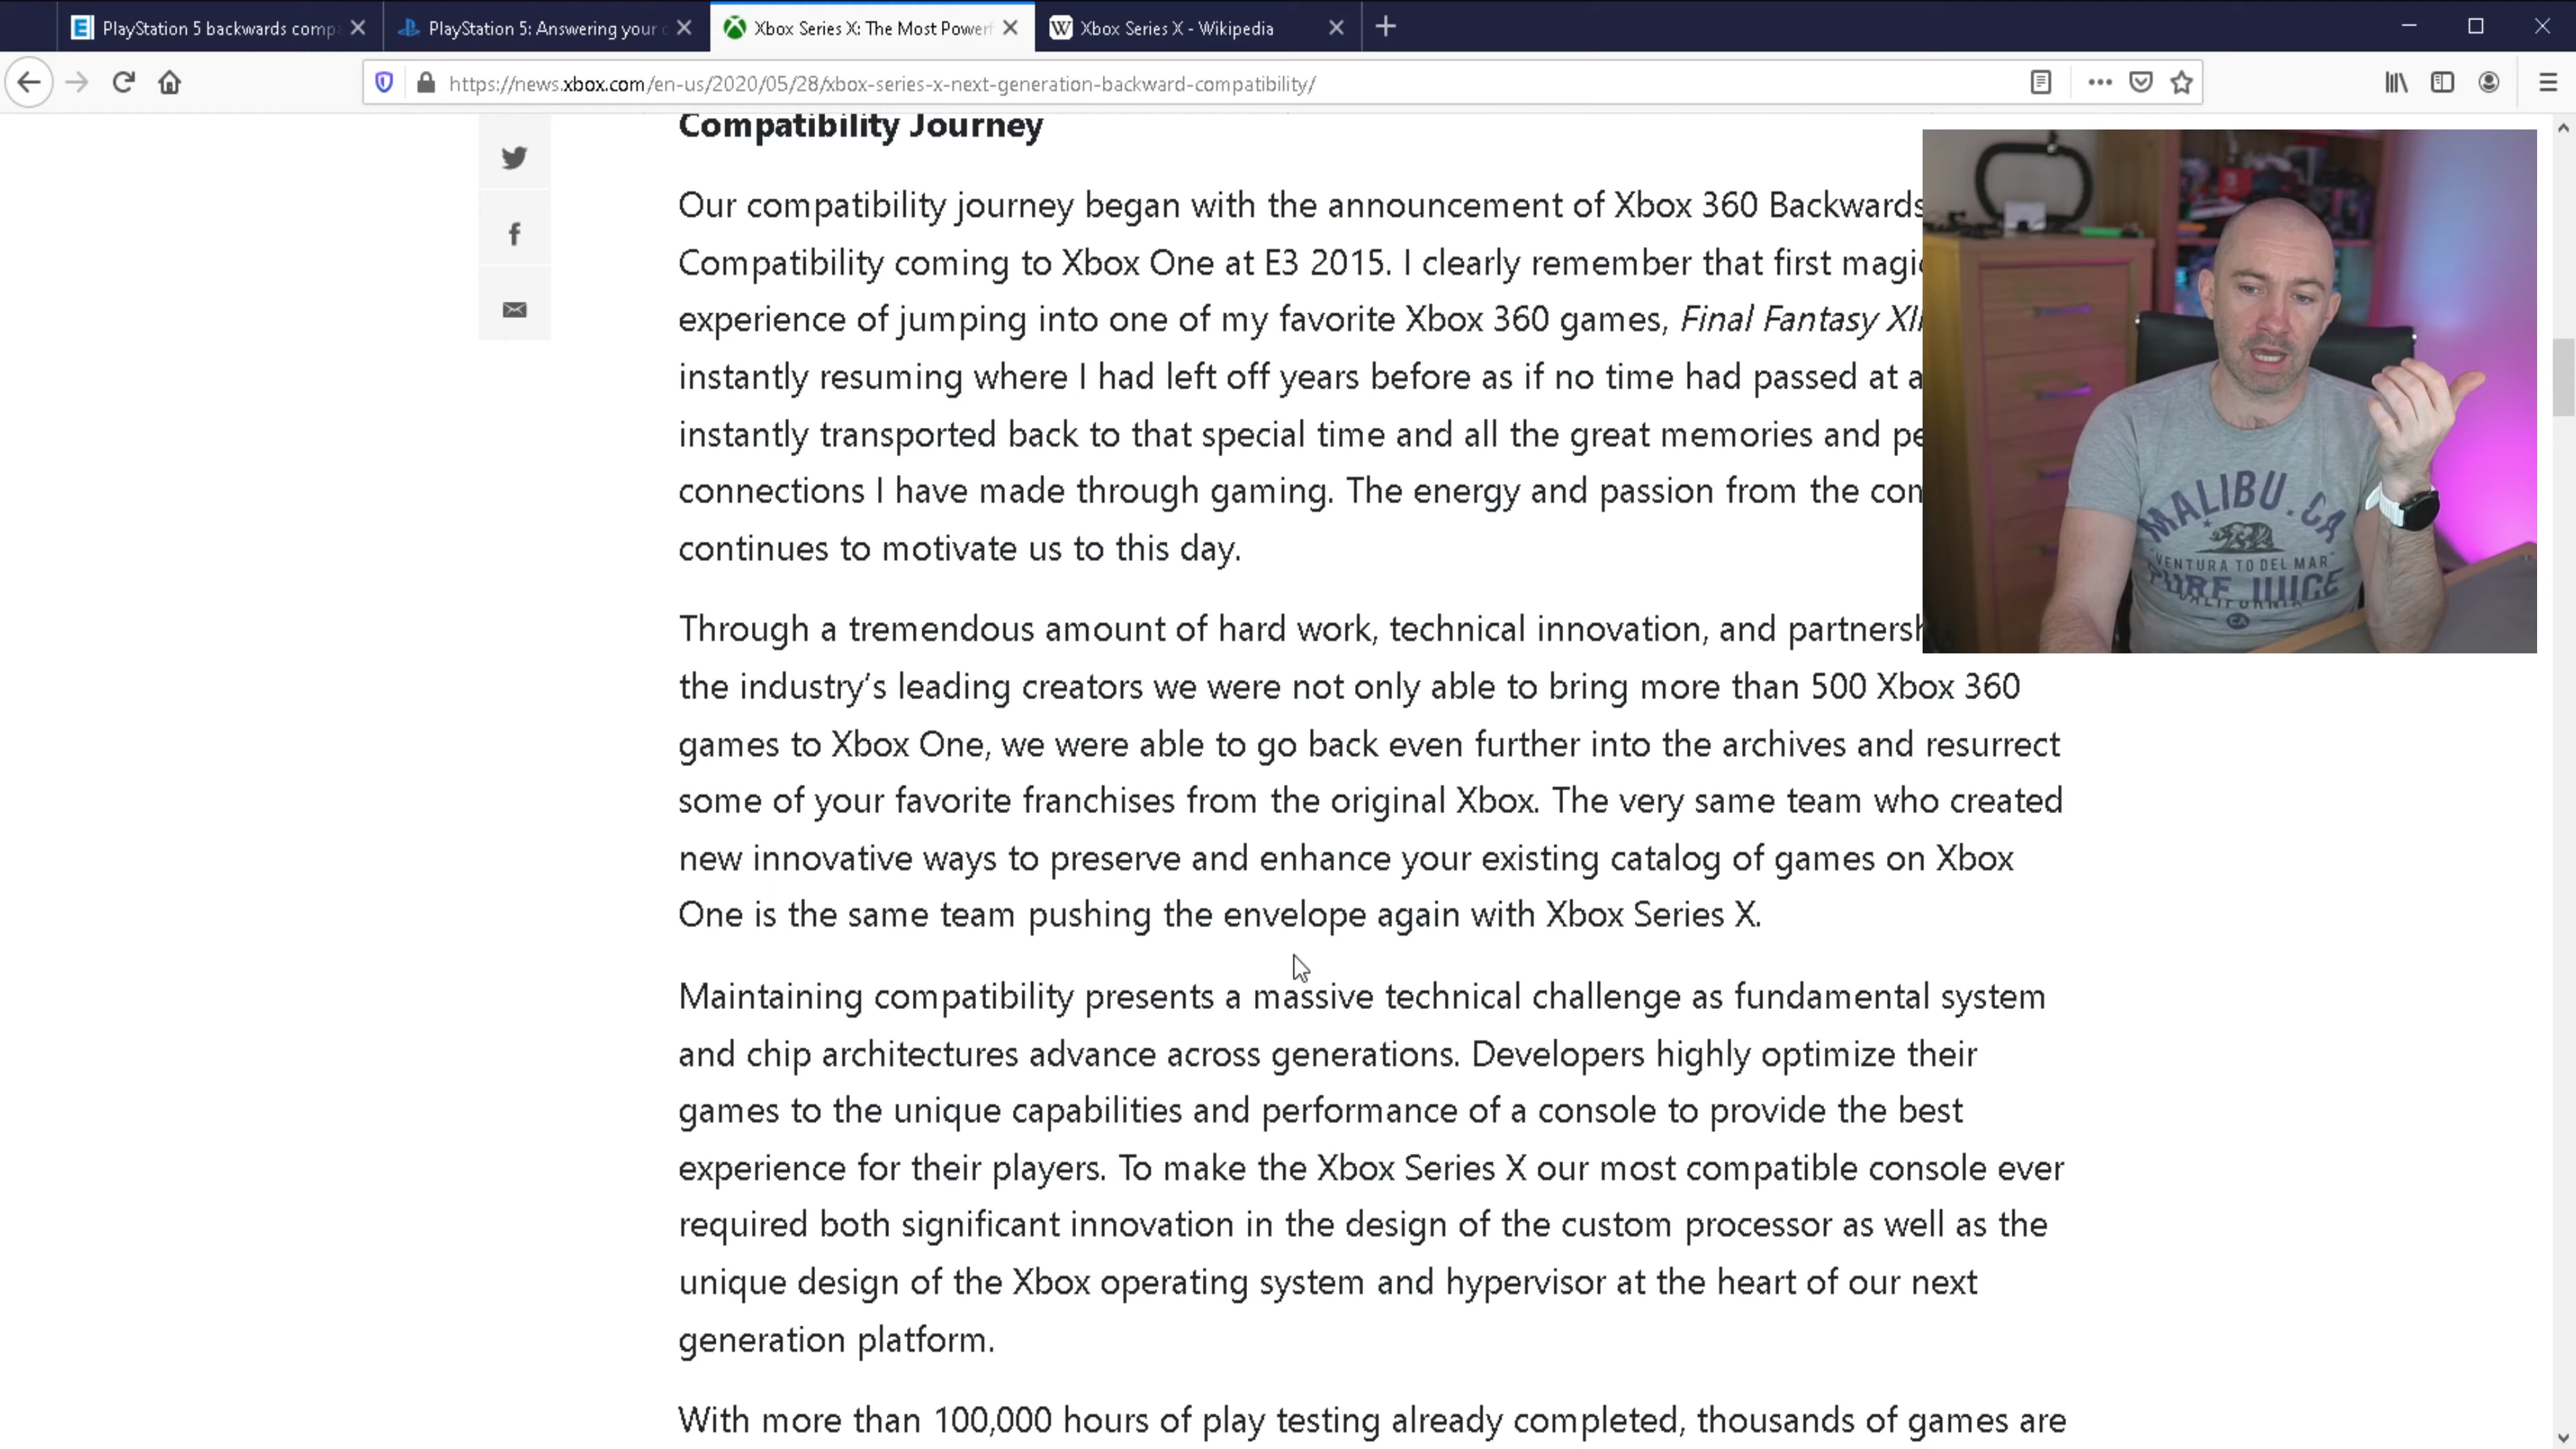 PlayStation 5 backwards comp
PlayStation 5: Answering your
Xbox Series X: The Most Powerf
Xbox Series X - Wikipedia
https://news.xbox.com/en-us/2020/05/28/xbox-series-x-next-generation-backward-compatibility/
Compatibility Journey
Our compatibility journey began with the announcement of Xbox 360 Backwards
Compatibility coming to Xbox One at E3 2015. I clearly remember that first magic
experience of jumping into one of my favorite Xbox 360 games, Final Fantasy XI
instantly resuming where I had left off years before as if no time had passed at a
instantly transported back to that special time and all the great memories and pe
connections I have made through gaming. The energy and passion from the com
continues to motivate us to this day.
Through a tremendous amount of hard work, technical innovation, and partnersh
the industry's leading creators we were not only able to bring more than 500 Xbox 360
games to Xbox One, we were able to go back even further into the archives and resurrect
some of your favorite franchises from the original Xbox. The very same team who created
new innovative ways to preserve and enhance your existing catalog of games on Xbox
One is the same team pushing the envelope again with Xbox Series X.
Maintaining compatibility presents a massive technical challenge as fundamental system
and chip architectures advance across generations. Developers highly optimize their
games to the unique capabilities and performance of a console to provide the best
experience for their players. To make the Xbox Series X our most compatible console ever
required both significant innovation in the design of the custom processor as well as the
unique design of the Xbox operating system and hypervisor at the heart of our next
generation platform.
With more than 100,000 hours of play testing already completed, thousands of games are
MALIBU.CA
VENTURA TO DEL MAR
PURE JUICE
CALIFORNIA
CA